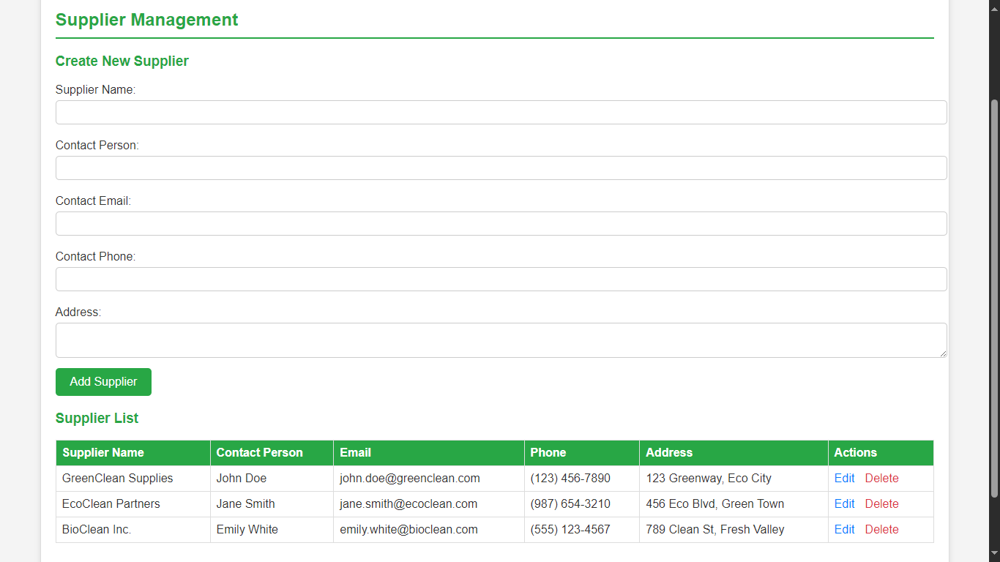 Supplier Management
Create New Supplier
Supplier Name:
Contact Person:
Contact Email:
Contact Phone:
Address:
Add Supplier
Supplier List
Supplier Name Contact Person Email Phone Address Actions
GreenClean Supplies John Doe john.doe@greenclean.com (123) 456-7890 123 Greenway, Eco City Edit Delete
EcoClean Partners Jane Smith jane.smith@ecoclean.com (987) 654-3210 456 Eco Blvd, Green Town Edit Delete
BioClean Inc. Emily White emily.white@bioclean.com (555) 123-4567 789 Clean St, Fresh Valley Edit Delete